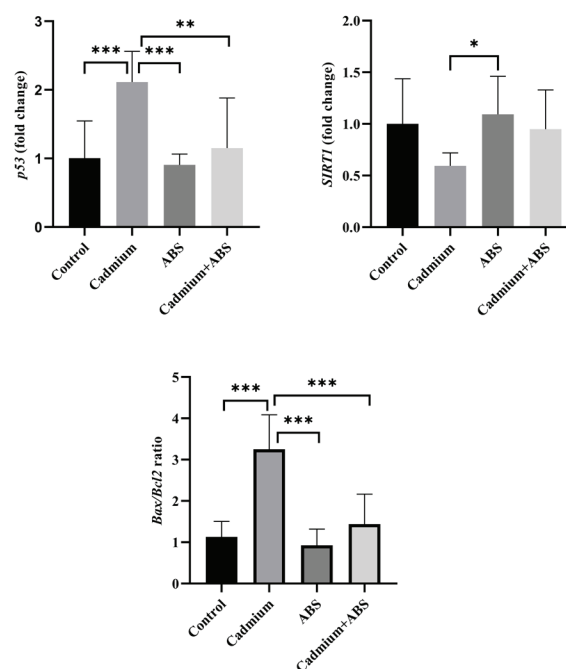 p53 (fold change)
3
2
1
0
***
***
**
Control
Cadmium
ABS
Cadmium+ABS
SIRT1 (fold change)
2.0
1.5
1.0
0.5
0.0
*
Control
Cadmium
ABS
Cadmium+ABS
Bax/Bcl2 ratio
5
4
3
2
1
0
***
***
***
Control
Cadmium
ABS
Cadmium+ABS